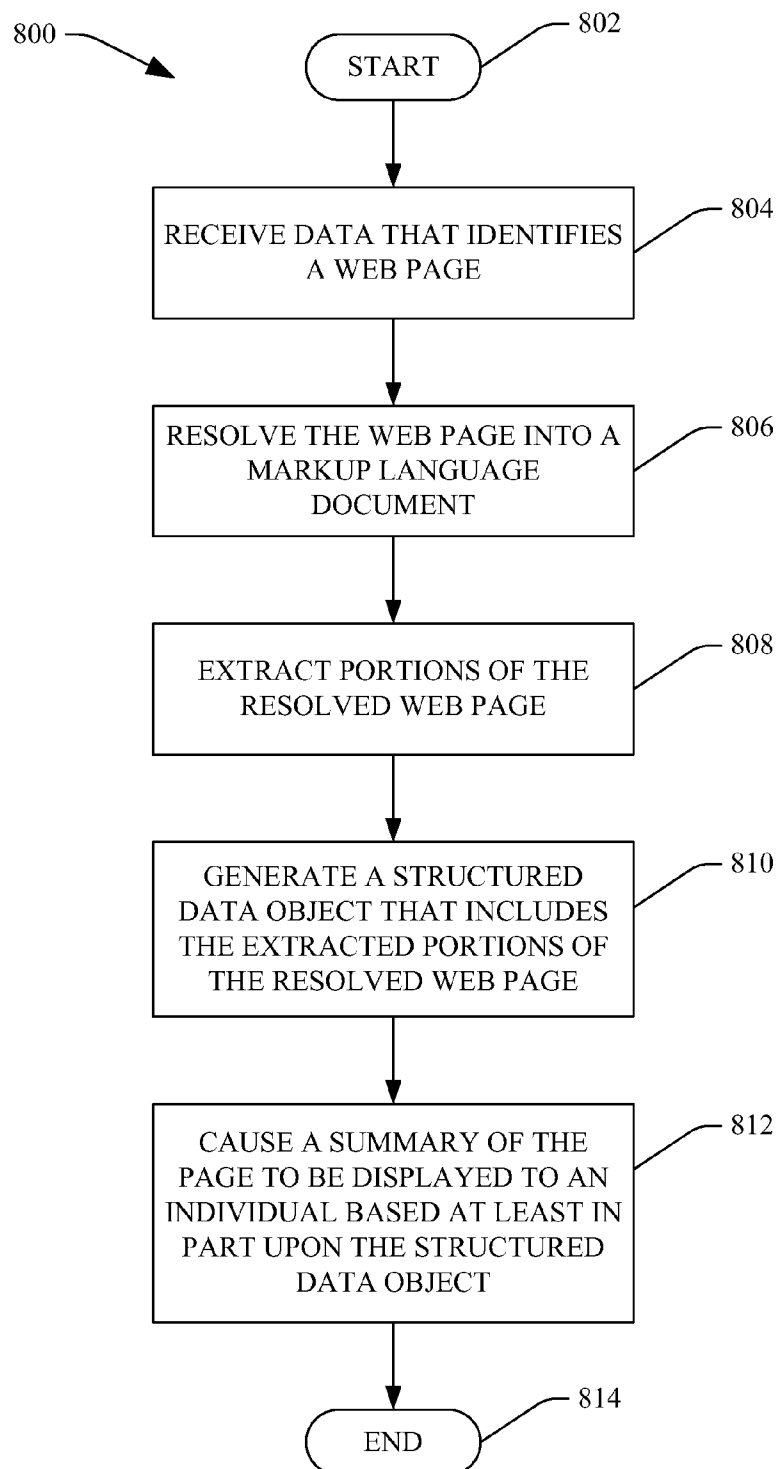 800
START
802
RECEIVE DATA THAT IDENTIFIES
A WEB PAGE
804
RESOLVE THE WEB PAGE INTO A
MARKUP LANGUAGE
DOCUMENT
806
EXTRACT PORTIONS OF THE
RESOLVED WEB PAGE
808
GENERATE A STRUCTURED
DATA OBJECT THAT INCLUDES
THE EXTRACTED PORTIONS OF
THE RESOLVED WEB PAGE
810
CAUSE A SUMMARY OF THE
PAGE TO BE DISPLAYED TO AN
INDIVIDUAL BASED AT LEAST IN
PART UPON THE STRUCTURED
DATA OBJECT
812
END
814